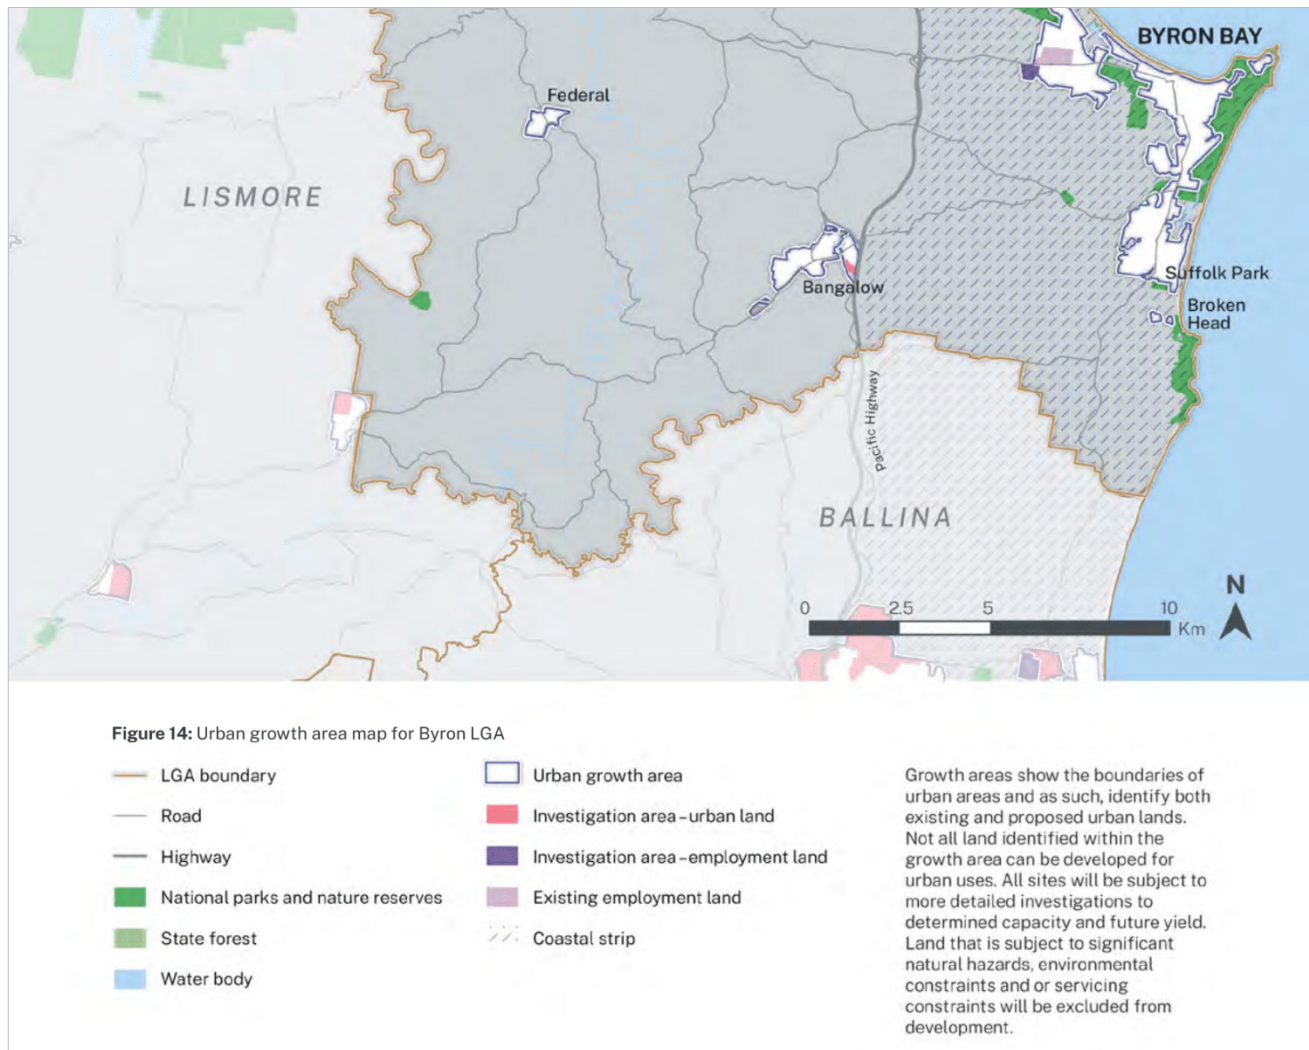 BYRON BAY
Federal
LISMORE
Suffolk Park
Bangalow
Broken
Head
Pacific Highway
BALLINA
N
0 2.5 5 10
Km
Figure 14: Urban growth area map for Byron LGA
LGA boundary
Road
Highway
National parks and nature reserves
State forest
Water body
Urban growth area
Investigation area – urban land
Investigation area – employment land
Existing employment land
Coastal strip
Growth areas show the boundaries of
urban areas and as such, identify both
existing and proposed urban lands.
Not all land identified within the
growth area can be developed for
urban uses. All sites will be subject to
more detailed investigations to
determined capacity and future yield.
Land that is subject to significant
natural hazards, environmental
constraints and or servicing
constraints will be excluded from
development.